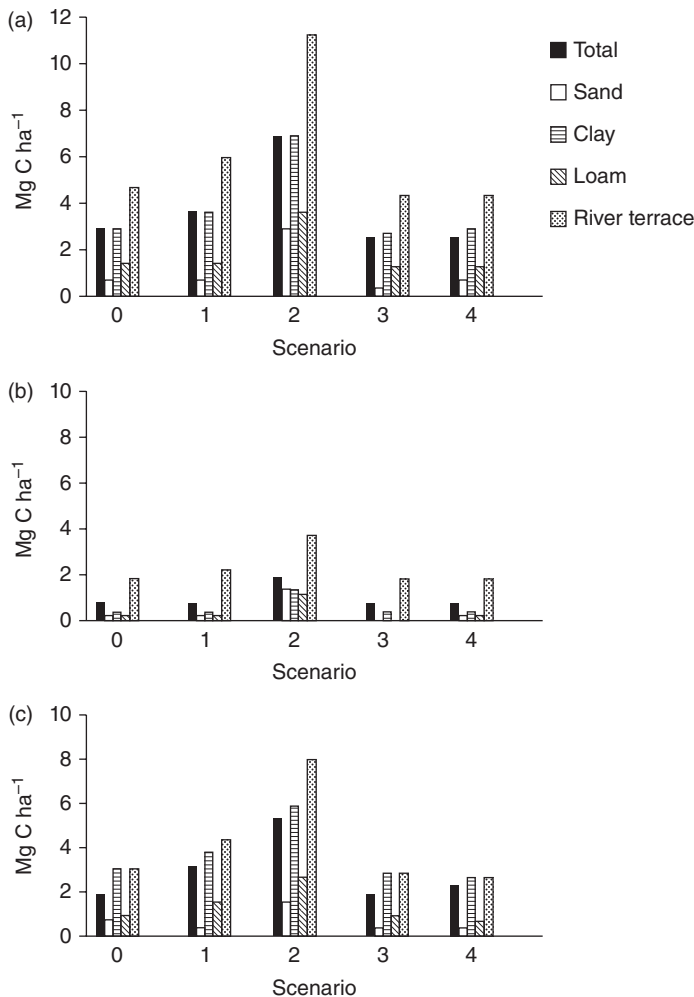 (a)
12
10
8
6
4
2
0
Mg C ha⁻¹
0 1 2 3 4
Scenario
Total
Sand
Clay
Loam
River terrace
(b)
10
8
6
4
2
0
Mg C ha⁻¹
0 1 2 3 4
Scenario
(c)
10
8
6
4
2
0
Mg C ha⁻¹
0 1 2 3 4
Scenario